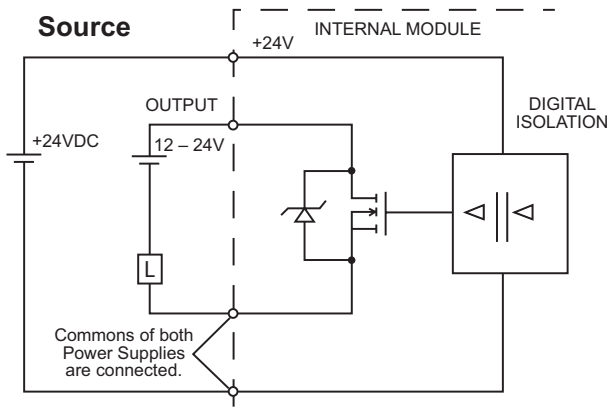 Source
INTERNAL MODULE
+24V
OUTPUT
DIGITAL
ISOLATION
+24VDC
12 – 24V
L
Commons of both
Power Supplies
are connected.